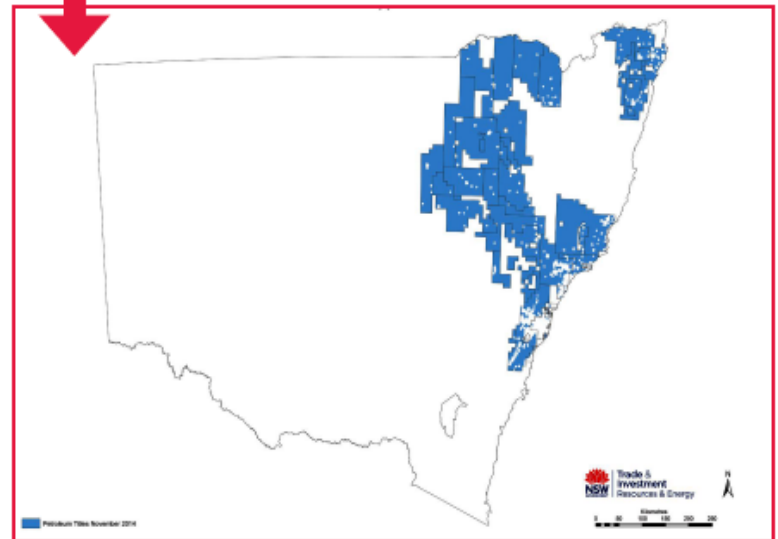 Trade &
Investment
Resources & Energy
NSW
N
Kilometres
0 50 100 150 200 250
Petroleum Titles November 2014